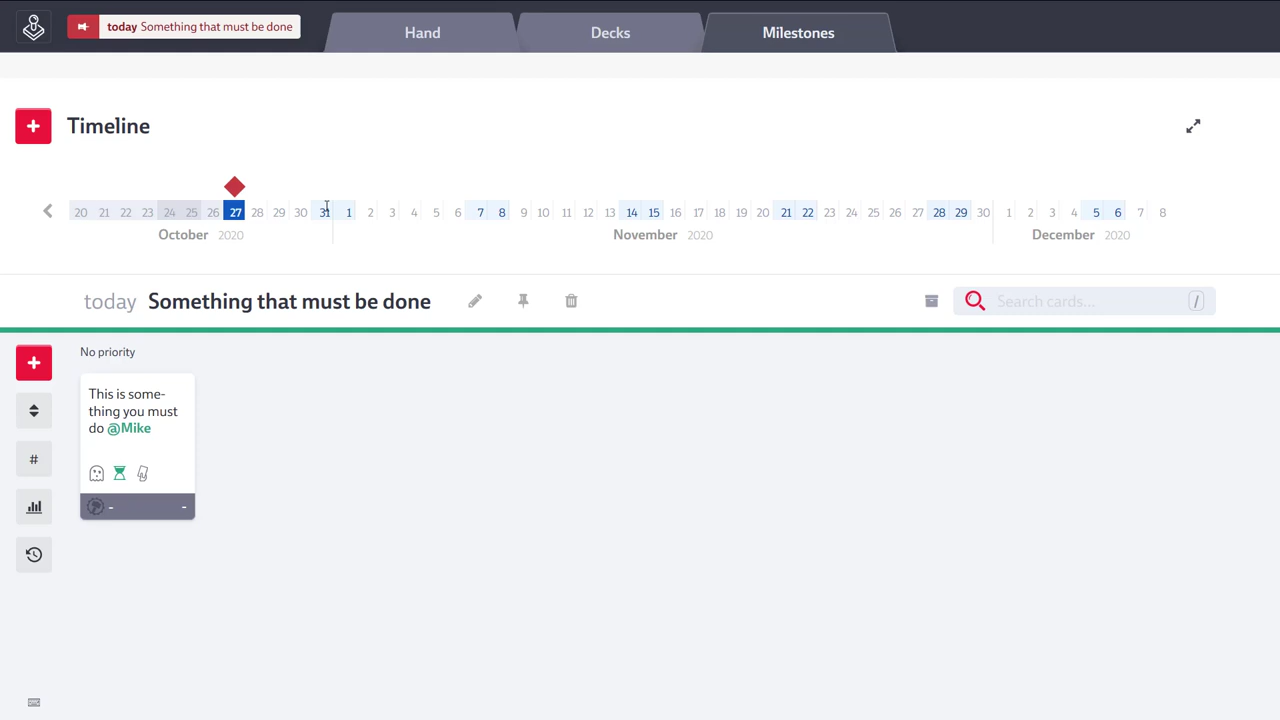 today Something that must be done
Hand
Decks
Milestones
Timeline
20 21 22 23 24 25 26 27 28 29 30 31 1 2 3 4 5 6 7 8 9 10 11 12 13 14 15 16 17 18 19 20 21 22 23 24 25 26 27 28 29 30 1 2 3 4 5 6 7 8
October 2020
November 2020
December 2020
today Something that must be done
Search cards...
/
No priority
This is some-
thing you must
do @Mike
#
- -